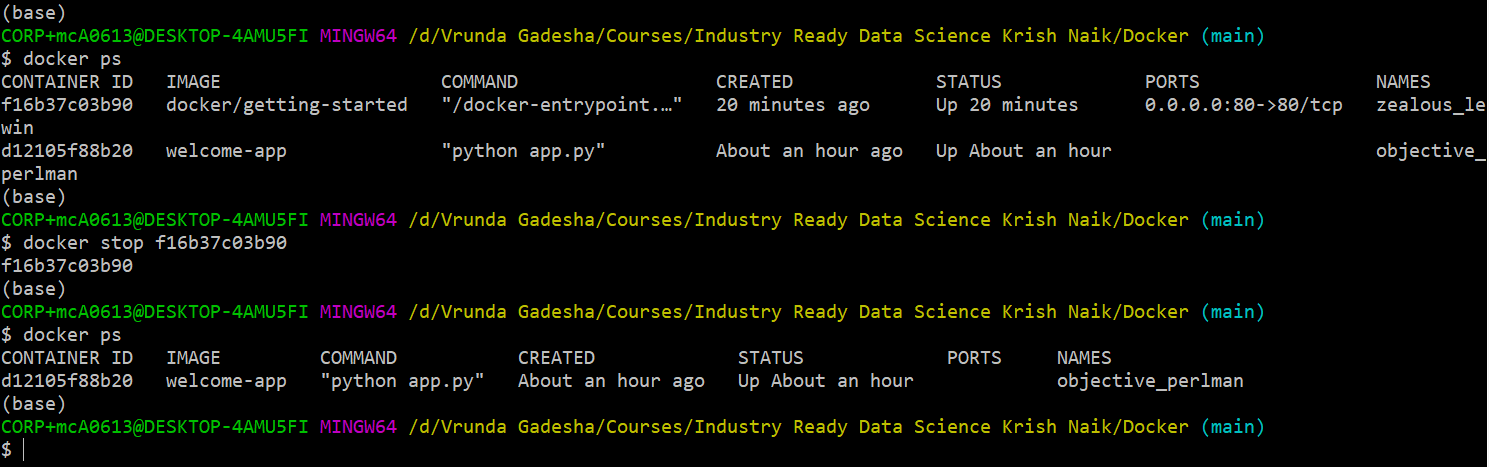 (base)
CORP+mcA0613@DESKTOP-4AMU5FI MINGW64 /d/Vrunda Gadesha/Courses/Industry Ready Data Science Krish Naik/Docker (main)
$ docker ps
CONTAINER ID   IMAGE                    COMMAND                  CREATED             STATUS             PORTS                NAMES
f16b37c03b90   docker/getting-started   "/docker-entrypoint.…"   20 minutes ago      Up 20 minutes      0.0.0.0:80->80/tcp   zealous_le
win
d12105f88b20   welcome-app              "python app.py"          About an hour ago   Up About an hour                        objective_
perlman
(base)
CORP+mcA0613@DESKTOP-4AMU5FI MINGW64 /d/Vrunda Gadesha/Courses/Industry Ready Data Science Krish Naik/Docker (main)
$ docker stop f16b37c03b90
f16b37c03b90
(base)
CORP+mcA0613@DESKTOP-4AMU5FI MINGW64 /d/Vrunda Gadesha/Courses/Industry Ready Data Science Krish Naik/Docker (main)
$ docker ps
CONTAINER ID   IMAGE         COMMAND           CREATED             STATUS             PORTS     NAMES
d12105f88b20   welcome-app   "python app.py"   About an hour ago   Up About an hour             objective_perlman
(base)
CORP+mcA0613@DESKTOP-4AMU5FI MINGW64 /d/Vrunda Gadesha/Courses/Industry Ready Data Science Krish Naik/Docker (main)
$